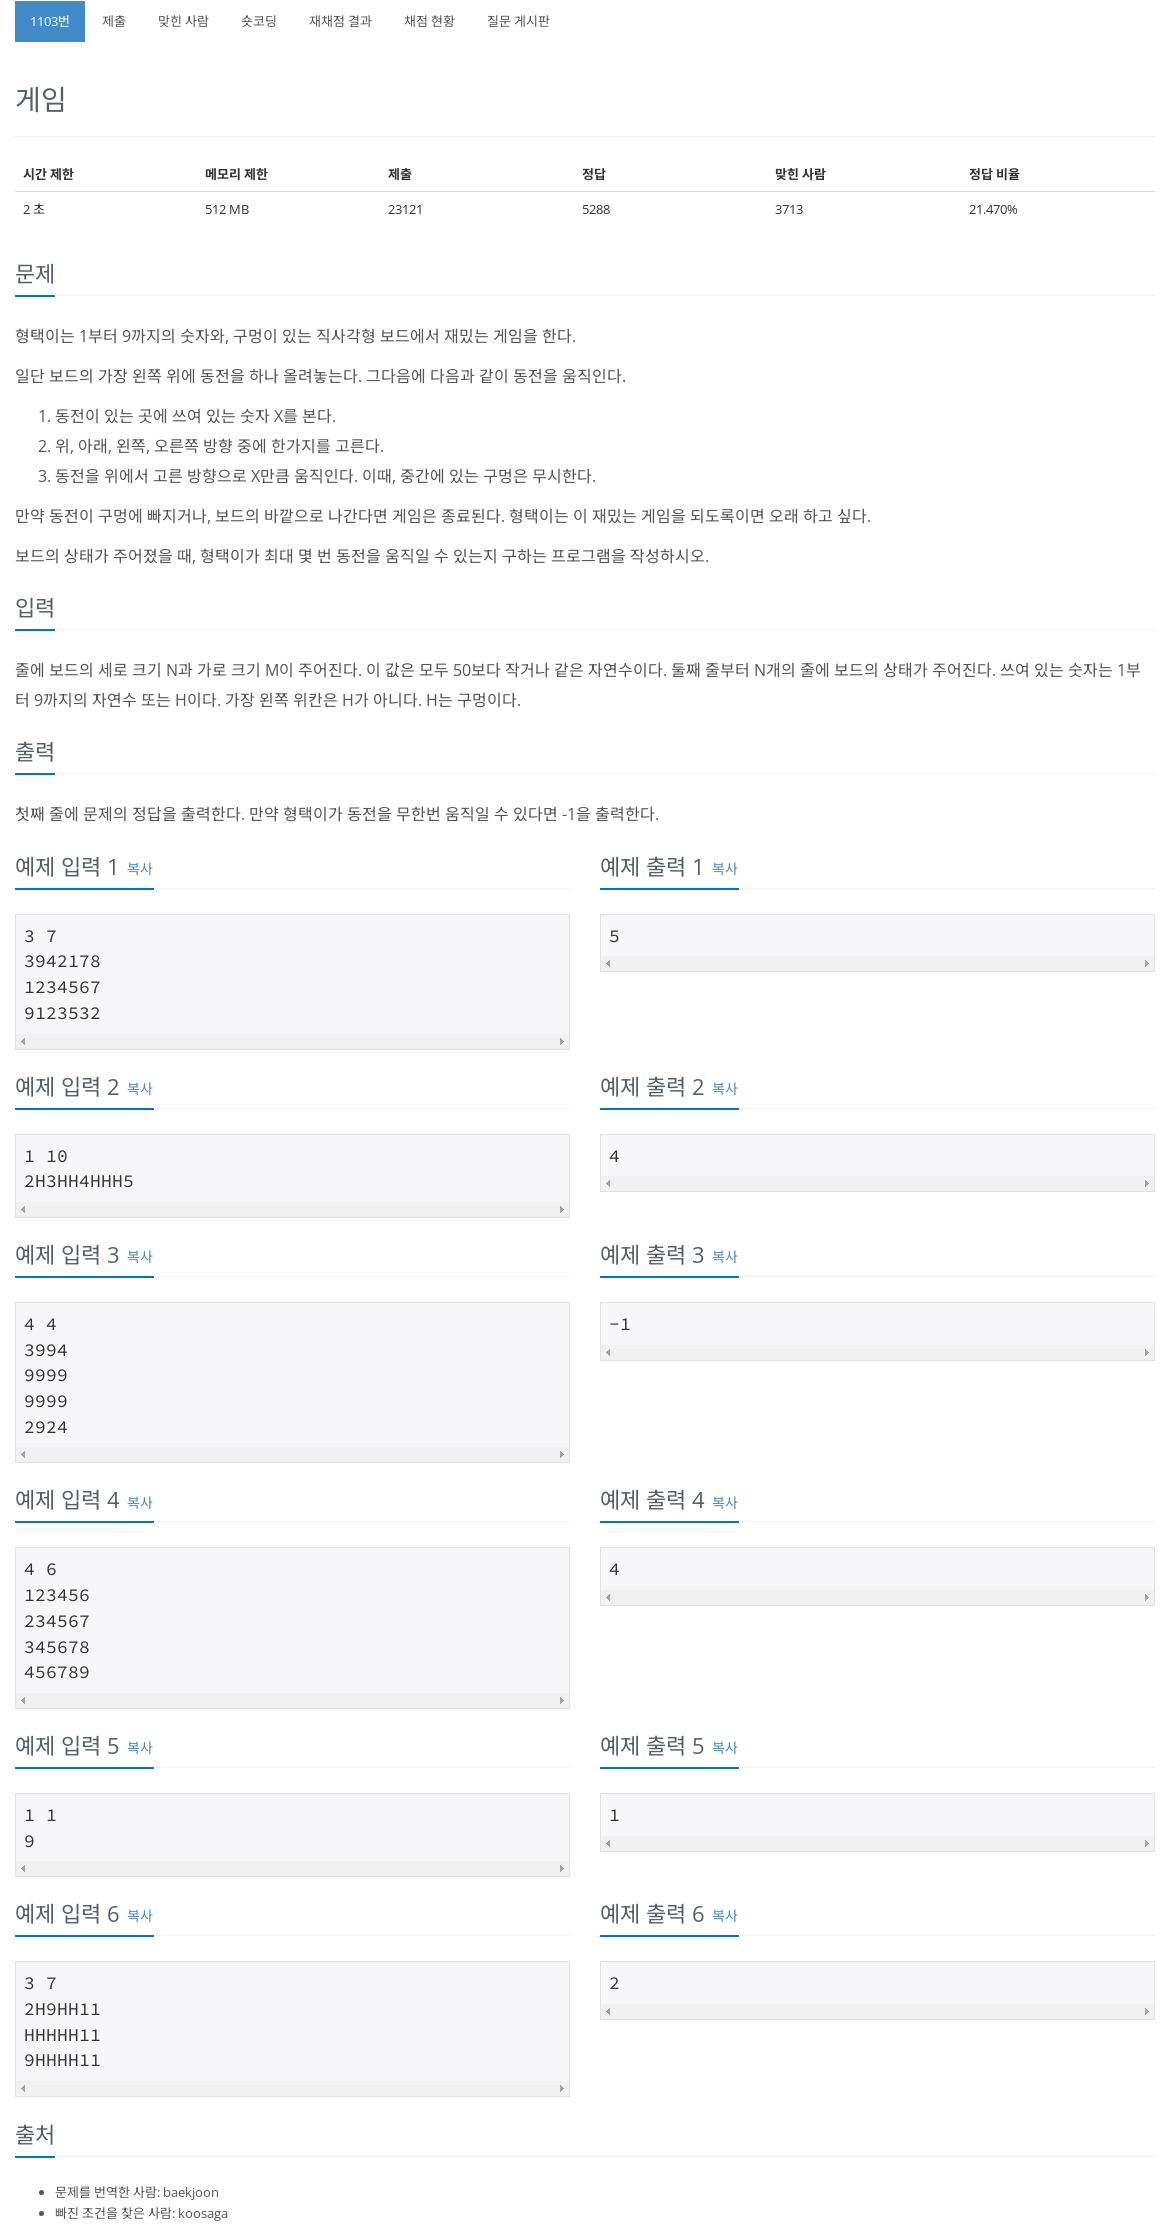 1103번 제출 맞힌 사람 숏코딩 재채점 결과 채점 현황 질문 게시판
게임
시간 제한 메모리 제한 제출 정답 맞힌 사람 정답 비율
2 초 512 MB 23121 5288 3713 21.470%
문제
형택이는 1부터 9까지의 숫자와, 구멍이 있는 직사각형 보드에서 재밌는 게임을 한다.
일단 보드의 가장 왼쪽 위에 동전을 하나 올려놓는다. 그다음에 다음과 같이 동전을 움직인다.
1. 동전이 있는 곳에 쓰여 있는 숫자 X를 본다.
2. 위, 아래, 왼쪽, 오른쪽 방향 중에 한가지를 고른다.
3. 동전을 위에서 고른 방향으로 X만큼 움직인다. 이때, 중간에 있는 구멍은 무시한다.
만약 동전이 구멍에 빠지거나, 보드의 바깥으로 나간다면 게임은 종료된다. 형택이는 이 재밌는 게임을 되도록이면 오래 하고 싶다.
보드의 상태가 주어졌을 때, 형택이가 최대 몇 번 동전을 움직일 수 있는지 구하는 프로그램을 작성하시오.
입력
줄에 보드의 세로 크기 N과 가로 크기 M이 주어진다. 이 값은 모두 50보다 작거나 같은 자연수이다. 둘째 줄부터 N개의 줄에 보드의 상태가 주어진다. 쓰여 있는 숫자는 1부
터 9까지의 자연수 또는 H이다. 가장 왼쪽 위칸은 H가 아니다. H는 구멍이다.
출력
첫째 줄에 문제의 정답을 출력한다. 만약 형택이가 동전을 무한번 움직일 수 있다면 -1을 출력한다.
예제 입력 1 복사
3 7
3942178
1234567
9123532
예제 출력 1 복사
5
예제 입력 2 복사
1 10
2H3HH4HHH5
예제 출력 2 복사
4
예제 입력 3 복사
4 4
3994
9999
9999
2924
예제 출력 3 복사
-1
예제 입력 4 복사
4 6
123456
234567
345678
456789
예제 출력 4 복사
4
예제 입력 5 복사
1 1
9
예제 출력 5 복사
1
예제 입력 6 복사
3 7
2H9HH11
HHHHH11
9HHHH11
예제 출력 6 복사
2
출처
• 문제를 번역한 사람: baekjoon
• 빠진 조건을 찾은 사람: koosaga